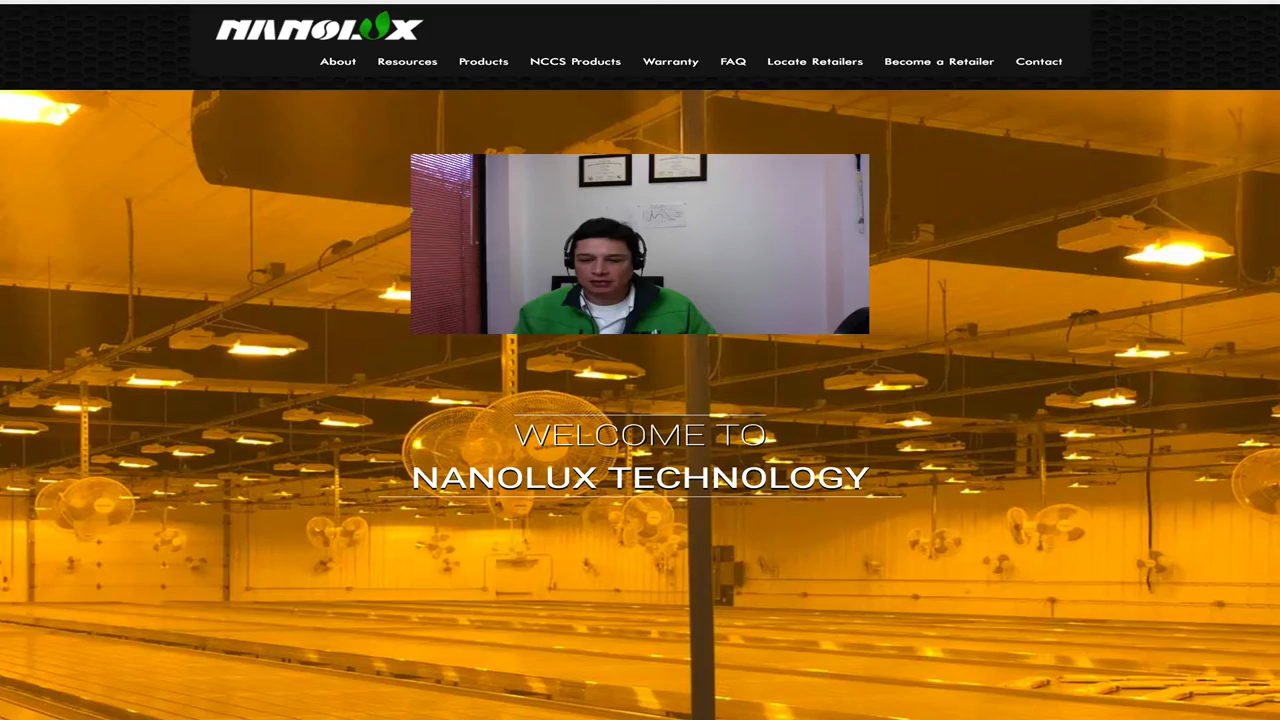 NANOLUX
About Resources Products NCCS Products Warranty FAQ Locate Retailers Become a Retailer Contact
WELCOME TO
NANOLUX TECHNOLOGY